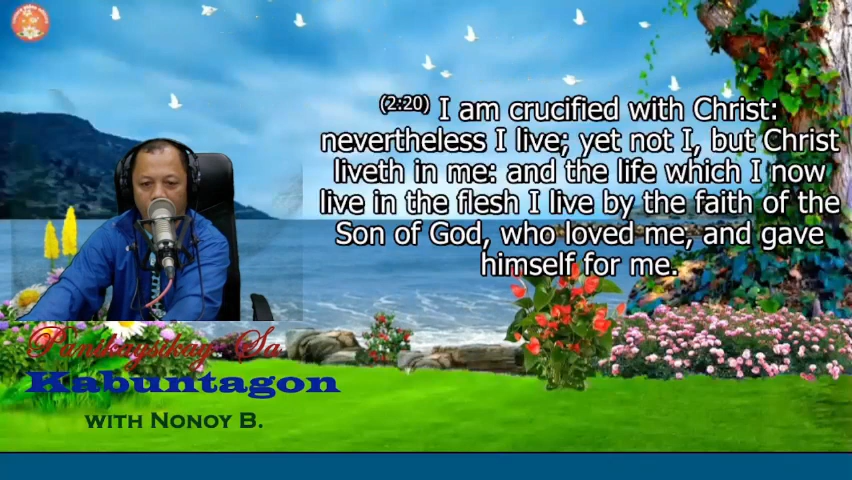 (2:20) I am crucified with Christ:
nevertheless I live; yet not I, but Christ
liveth in me: and the life which I now
live in the flesh I live by the faith of the
Son of God, who loved me, and gave
himself for me.
Panikaysikay Sa
Kabuntagon
WITH NONOY B.